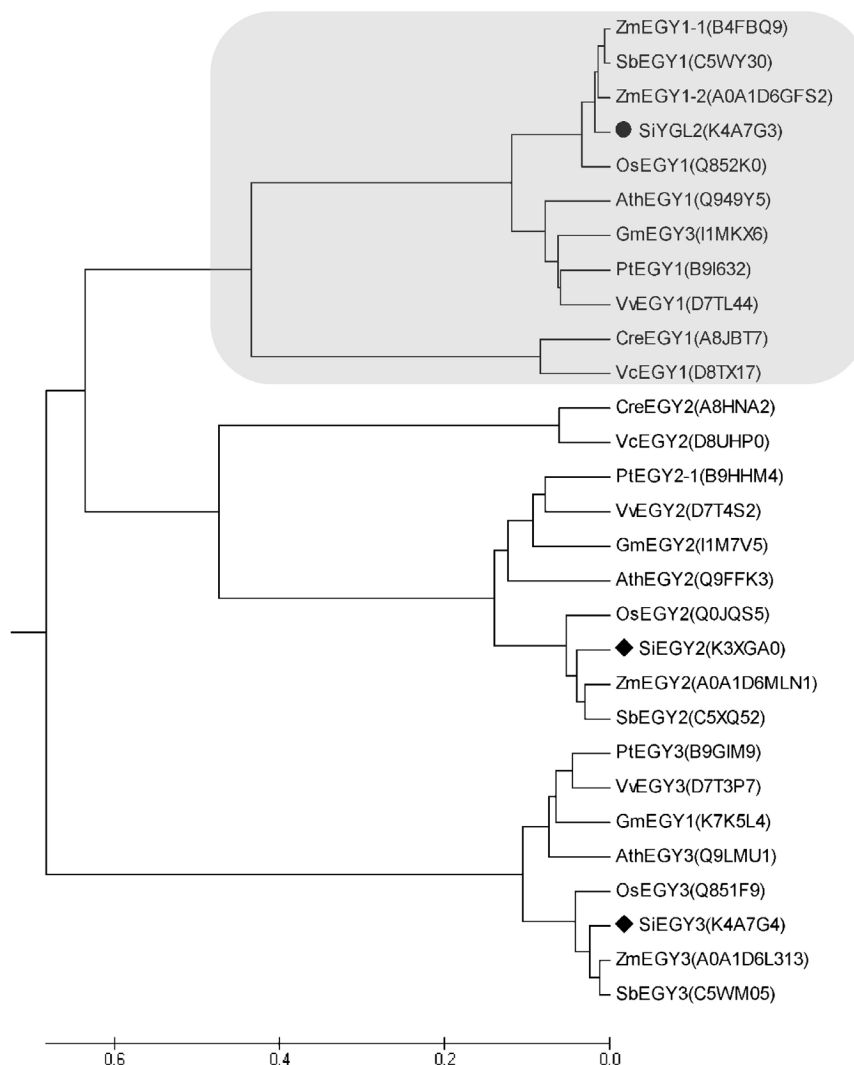 ZmEGY1-1(B4FBQ9)
SbEGY1(C5WY30)
ZmEGY1-2(A0A1D6GFS2)
SiYGL2(K4A7G3)
OsEGY1(Q852K0)
AthEGY1(Q949Y5)
GmEGY3(I1MKX6)
PtEGY1(B9I632)
VvEGY1(D7TL44)
CreEGY1(A8JBT7)
VcEGY1(D8TX17)
CreEGY2(A8HNA2)
VcEGY2(D8UHP0)
PtEGY2-1(B9HHM4)
VvEGY2(D7T4S2)
GmEGY2(I1M7V5)
AthEGY2(Q9FFK3)
OsEGY2(Q0JQS5)
SiEGY2(K3XGA0)
ZmEGY2(A0A1D6MLN1)
SbEGY2(C5XQ52)
PtEGY3(B9GIM9)
VvEGY3(D7T3P7)
GmEGY1(K7K5L4)
AthEGY3(Q9LMU1)
OsEGY3(Q851F9)
SiEGY3(K4A7G4)
ZmEGY3(A0A1D6L313)
SbEGY3(C5WM05)
0.6 0.4 0.2 0.0